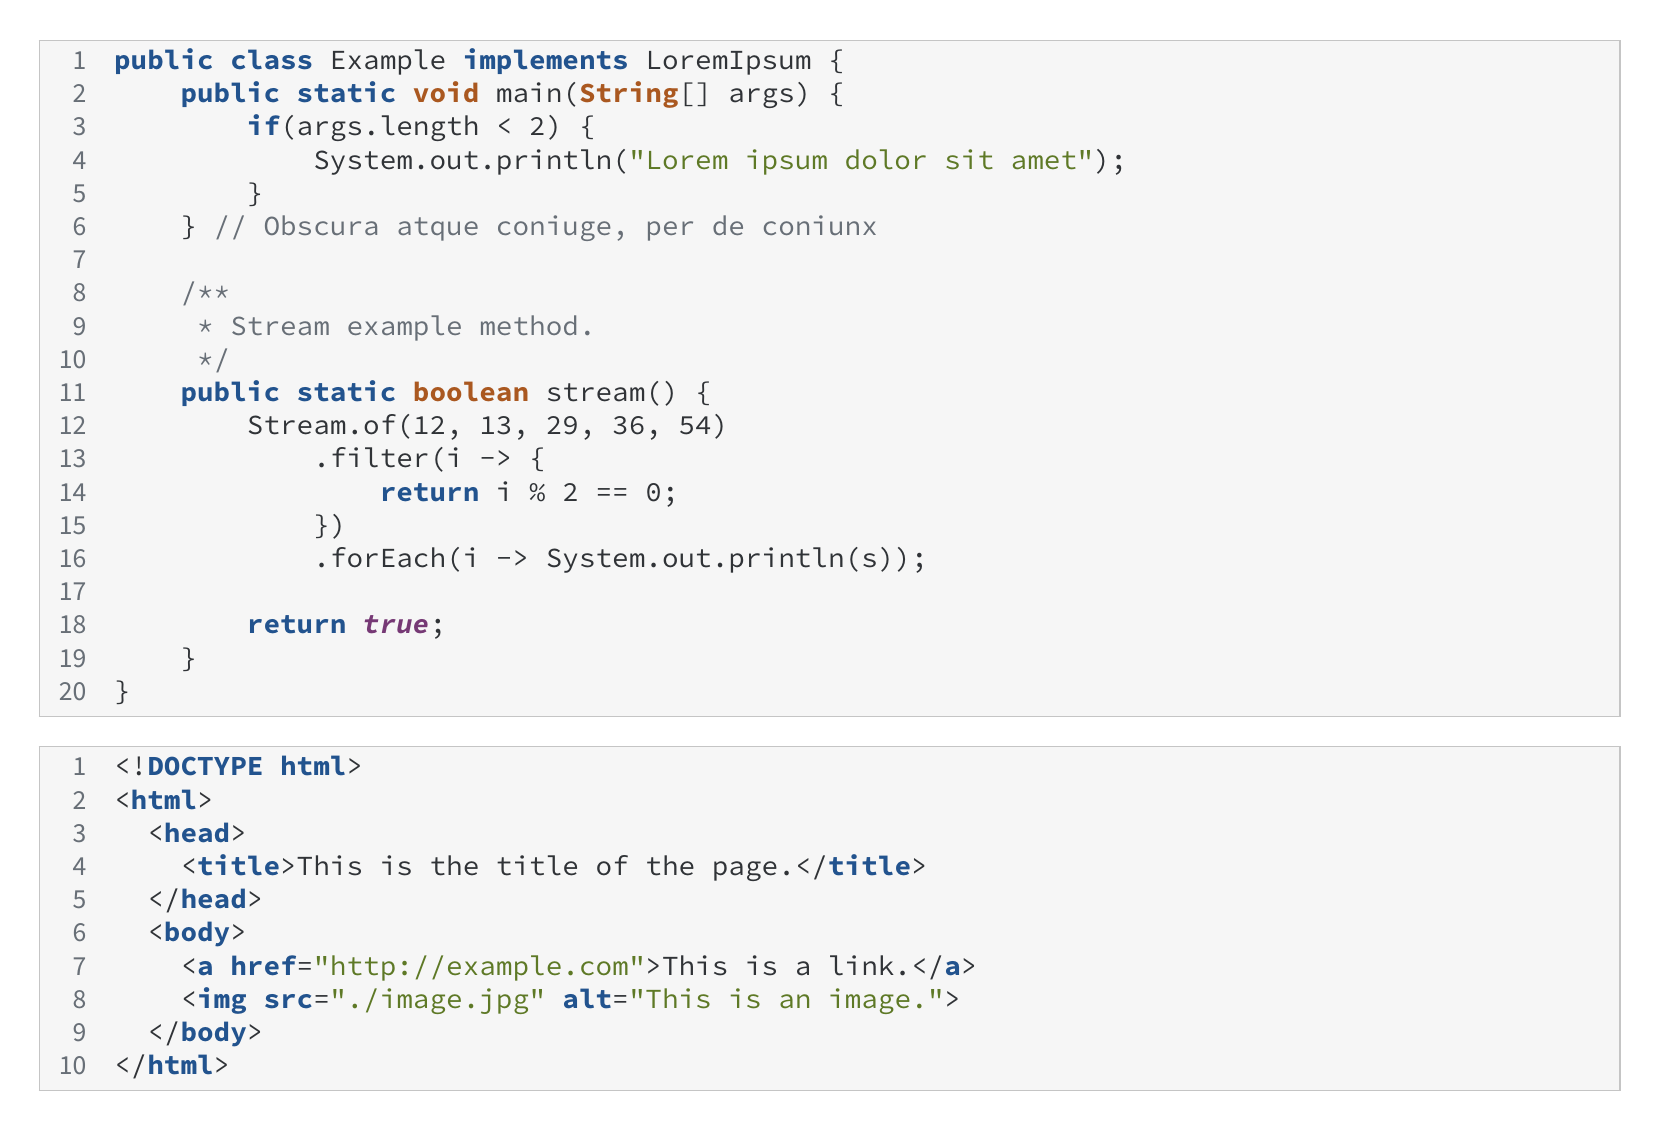 1 public class Example implements LoremIpsum {
2     public static void main(String[] args) {
3         if(args.length < 2) {
4             System.out.println("Lorem ipsum dolor sit amet");
5         }
6     } // Obscura atque coniuge, per de coniunx
7
8     /**
9      * Stream example method.
10      */
11     public static boolean stream() {
12         Stream.of(12, 13, 29, 36, 54)
13             .filter(i -> {
14                 return i % 2 == 0;
15             })
16             .forEach(i -> System.out.println(s));
17
18         return true;
19     }
20 }
1 <!DOCTYPE html>
2 <html>
3   <head>
4     <title>This is the title of the page.</title>
5   </head>
6   <body>
7     <a href="http://example.com">This is a link.</a>
8     <img src="./image.jpg" alt="This is an image.">
9   </body>
10 </html>